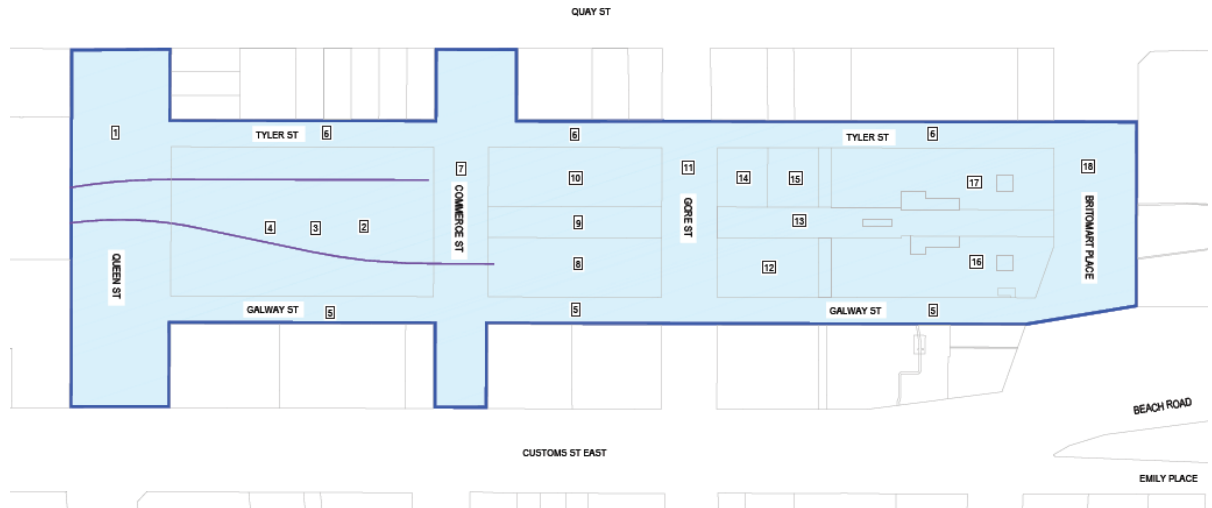 QUAY ST
1
TYLER ST
6
6
TYLER ST
6
7
COMMERCE ST
10
11
GORE ST
14
15
17
18
BRITOMART PLACE
4
3
2
9
13
QUEEN ST
8
12
16
GALWAY ST
5
5
GALWAY ST
5
BEACH ROAD
CUSTOMS ST EAST
EMILY PLACE